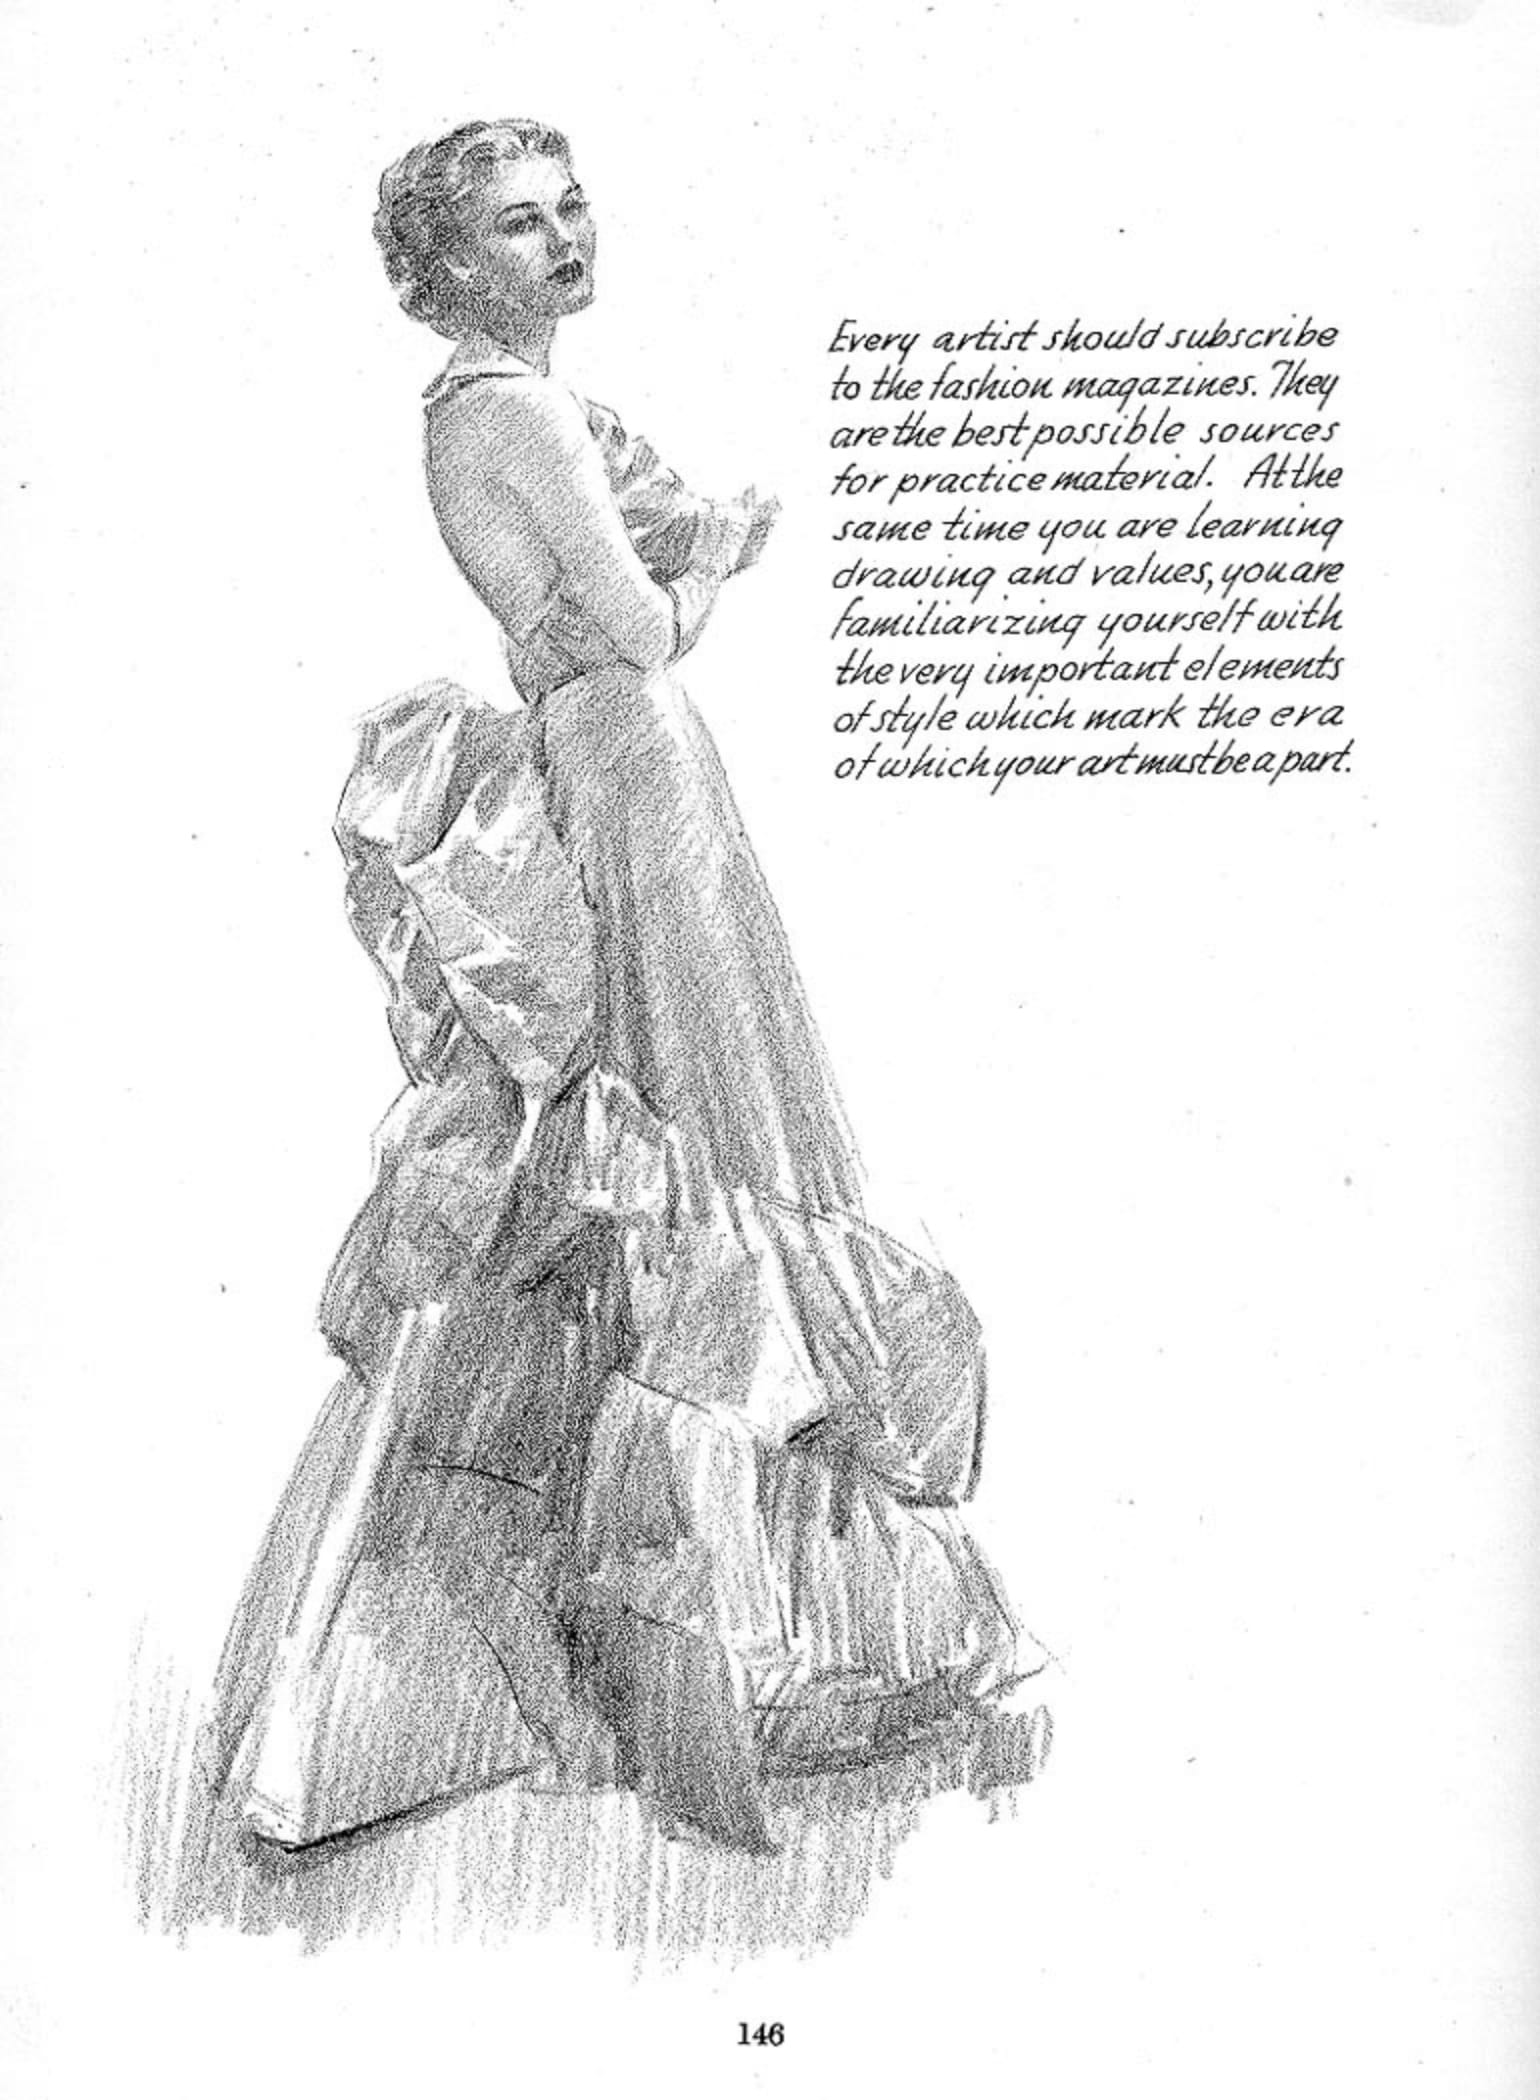 Every artist should subscribe
to the fashion magazines. They
are the best possible sources
for practice material. At the
same time you are learning
drawing and values, you are
familiarizing yourself with
the very important elements
of style which mark the era
of which your art must be a part.
146